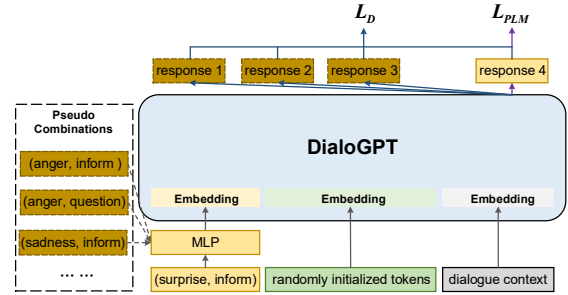 L_D L_PLM
response 1 response 2 response 3 response 4
Pseudo
Combinations
DialoGPT
(anger, inform )
(anger, question)
(sadness, inform)
... ...
Embedding Embedding Embedding
MLP
(surprise, inform) randomly initialized tokens dialogue context